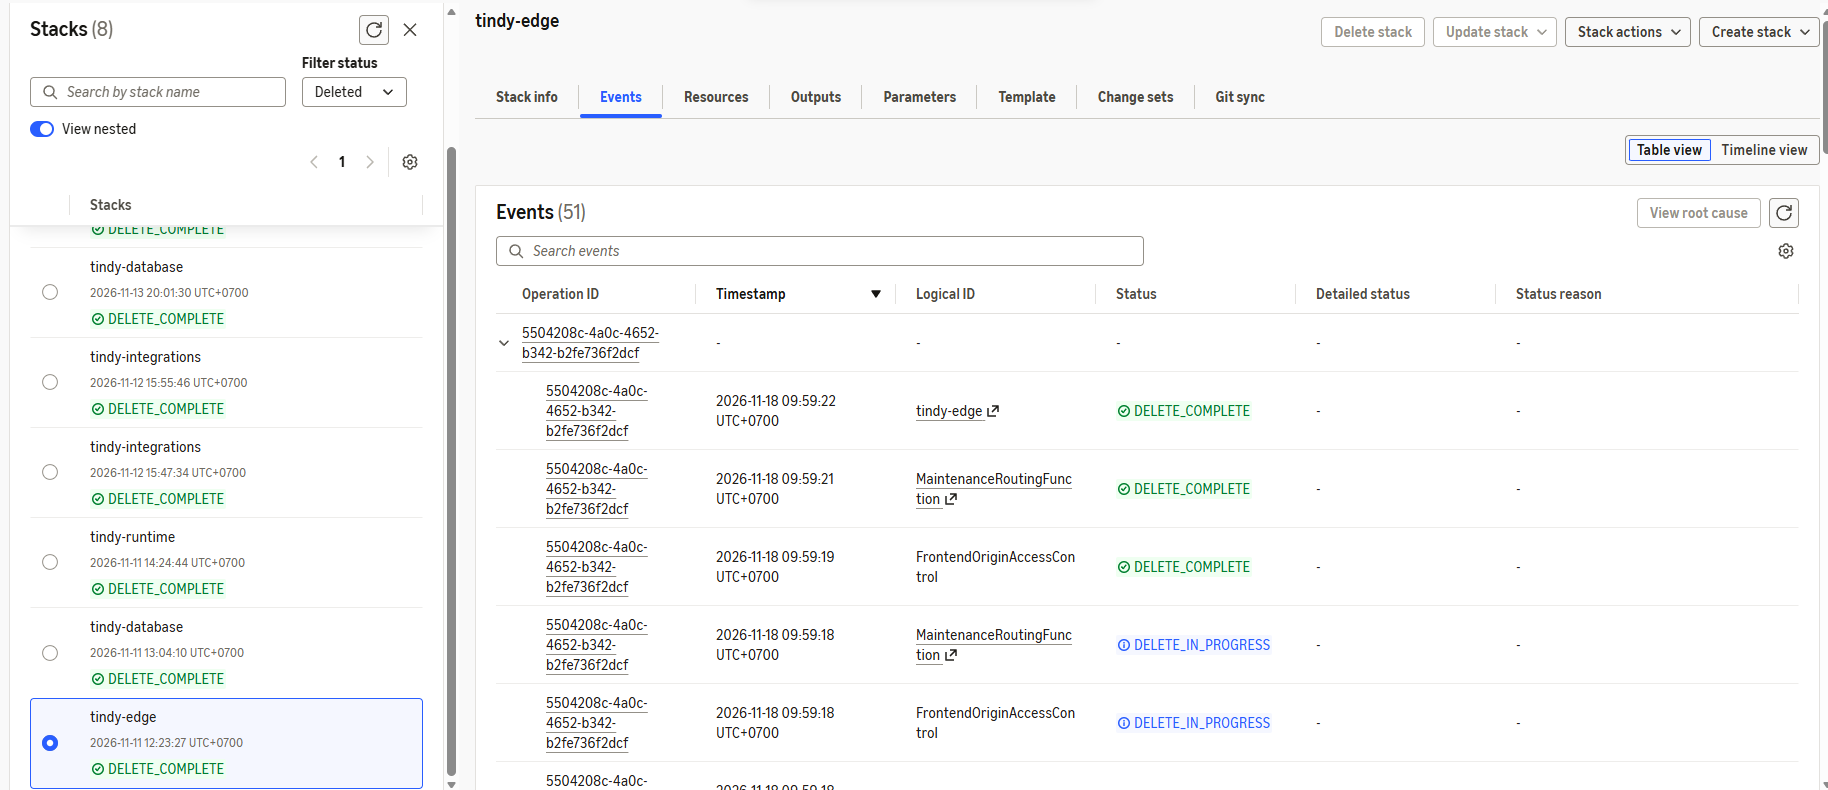 Stacks (8)
Filter status
Search by stack name
Deleted
View nested
1
Stacks
DELETE_COMPLETE
tindy-database
2026-11-13 20:01:30 UTC+0700
DELETE_COMPLETE
tindy-integrations
2026-11-12 15:55:46 UTC+0700
DELETE_COMPLETE
tindy-integrations
2026-11-12 15:47:34 UTC+0700
DELETE_COMPLETE
tindy-runtime
2026-11-11 14:24:44 UTC+0700
DELETE_COMPLETE
tindy-database
2026-11-11 13:04:10 UTC+0700
DELETE_COMPLETE
tindy-edge
2026-11-11 12:23:27 UTC+0700
DELETE_COMPLETE
tindy-edge
Delete stack Update stack Stack actions Create stack
Stack info Events Resources Outputs Parameters Template Change sets Git sync
Table view Timeline view
Events (51)
View root cause
Search events
Operation ID Timestamp Logical ID Status Detailed status Status reason
5504208c-4a0c-4652-
b342-b2fe736f2dcf
- - - - -
5504208c-4a0c-
4652-b342-
b2fe736f2dcf
2026-11-18 09:59:22
UTC+0700
tindy-edge
DELETE_COMPLETE
- -
5504208c-4a0c-
4652-b342-
b2fe736f2dcf
2026-11-18 09:59:21
UTC+0700
MaintenanceRoutingFunc
tion
DELETE_COMPLETE
- -
5504208c-4a0c-
4652-b342-
b2fe736f2dcf
2026-11-18 09:59:19
UTC+0700
FrontendOriginAccessCon
trol
DELETE_COMPLETE
- -
5504208c-4a0c-
4652-b342-
b2fe736f2dcf
2026-11-18 09:59:18
UTC+0700
MaintenanceRoutingFunc
tion
DELETE_IN_PROGRESS
- -
5504208c-4a0c-
4652-b342-
b2fe736f2dcf
2026-11-18 09:59:18
UTC+0700
FrontendOriginAccessCon
trol
DELETE_IN_PROGRESS
- -
5504208c-4a0c-
2026-11-18 09:59:18